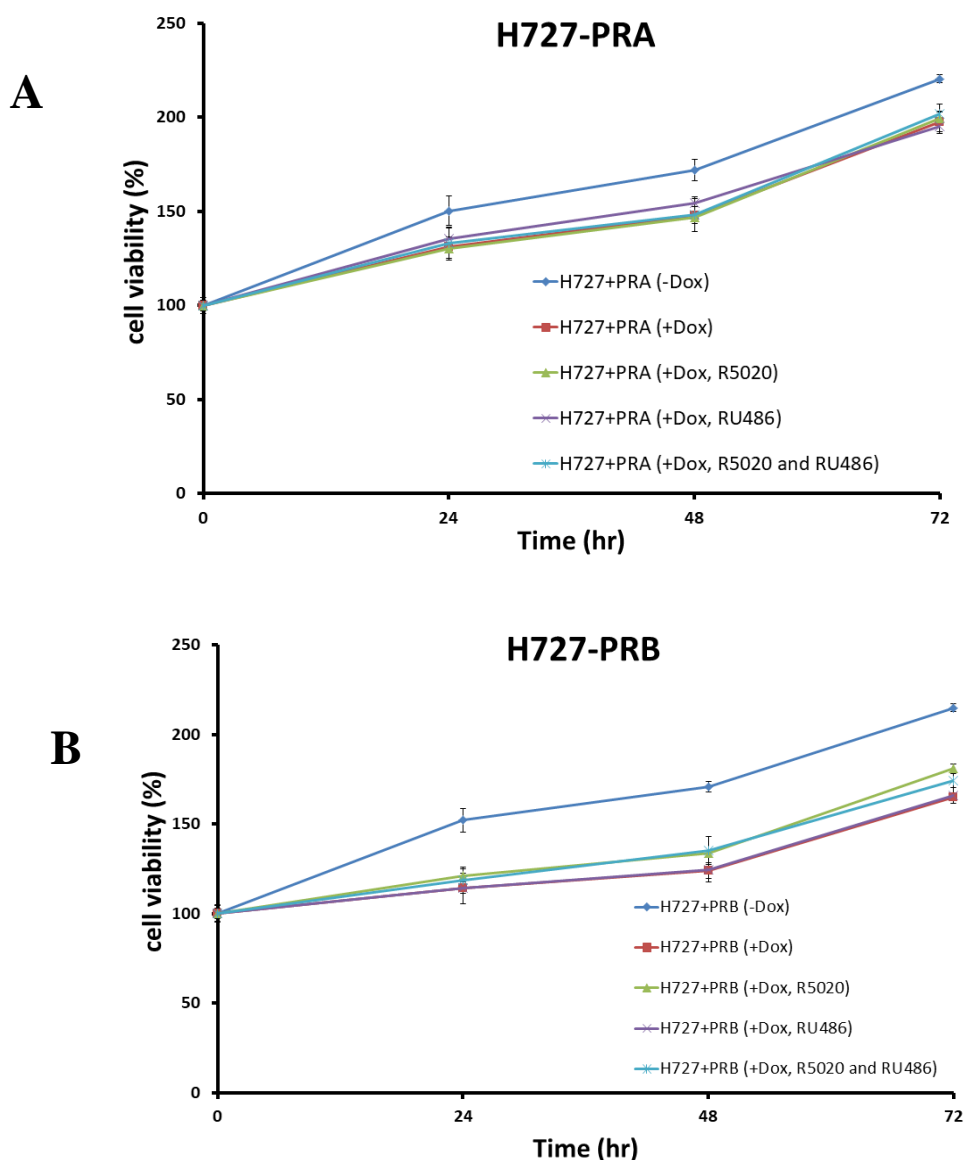 A
H727-PRA
cell viability (%)
250
200
150
100
50
0
H727+PRA (-Dox)
H727+PRA (+Dox)
H727+PRA (+Dox, R5020)
H727+PRA (+Dox, RU486)
H727+PRA (+Dox, R5020 and RU486)
0 24 48 72
Time (hr)
B
H727-PRB
cell viability (%)
250
200
150
100
50
0
H727+PRB (-Dox)
H727+PRB (+Dox)
H727+PRB (+Dox, R5020)
H727+PRB (+Dox, RU486)
H727+PRB (+Dox, R5020 and RU486)
0 24 48 72
Time (hr)